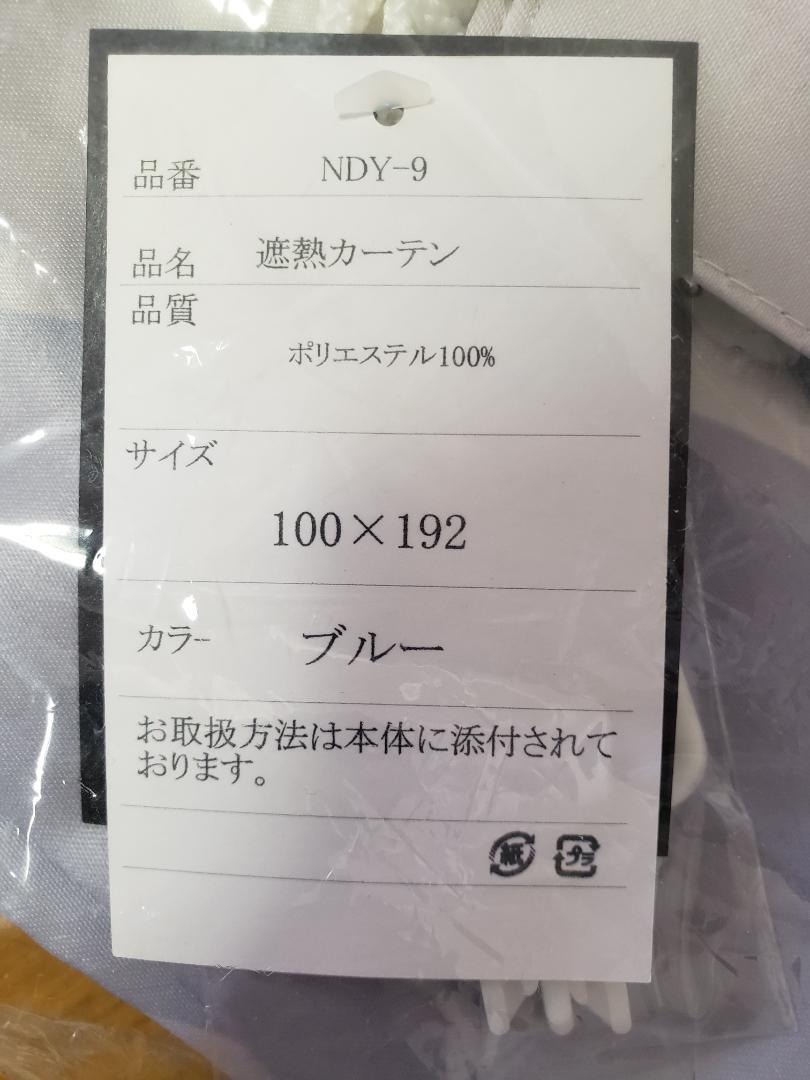 品番 NDY-9
品名 遮熱カーテン
品質
ポリエステル100%
サイズ
100×192
カラー ブルー
お取扱方法は本体に添付されて
おります。
紙 プラ